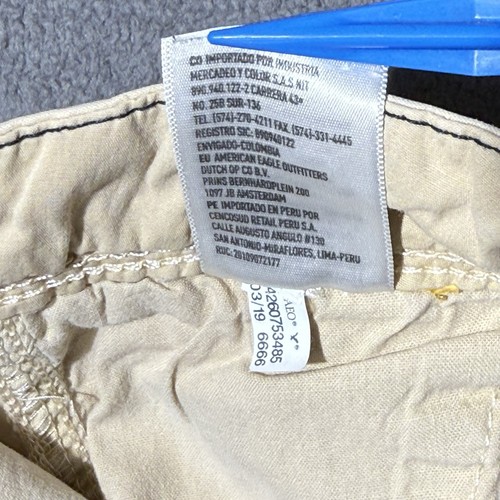 CO IMPORTADO POR INDUSTRIA
MERCADEO Y COLOR S.A.S NIT
890.940.122-2 CARRERA 43ª
NO. 25B SUR-136
TEL. (574)-270-4211 FAX. (574)-331-4445
REGISTRO SIC: 890940122
ENVIGADO-COLOMBIA
EU AMERICAN EAGLE OUTFITTERS
DUTCH OP CO B.V.
PRINS BERNHARDPLEIN 200
1097 JB AMSTERDAM
PE IMPORTADO EN PERU POR
CENCOSUD RETAIL PERU S.A.
CALLE AUGUSTO ANGULO #130
SAN ANTONIO-MIRAFLORES, LIMA-PERU
RUC: 20109072177
AEO® Y®
4260753485
03/19 6666